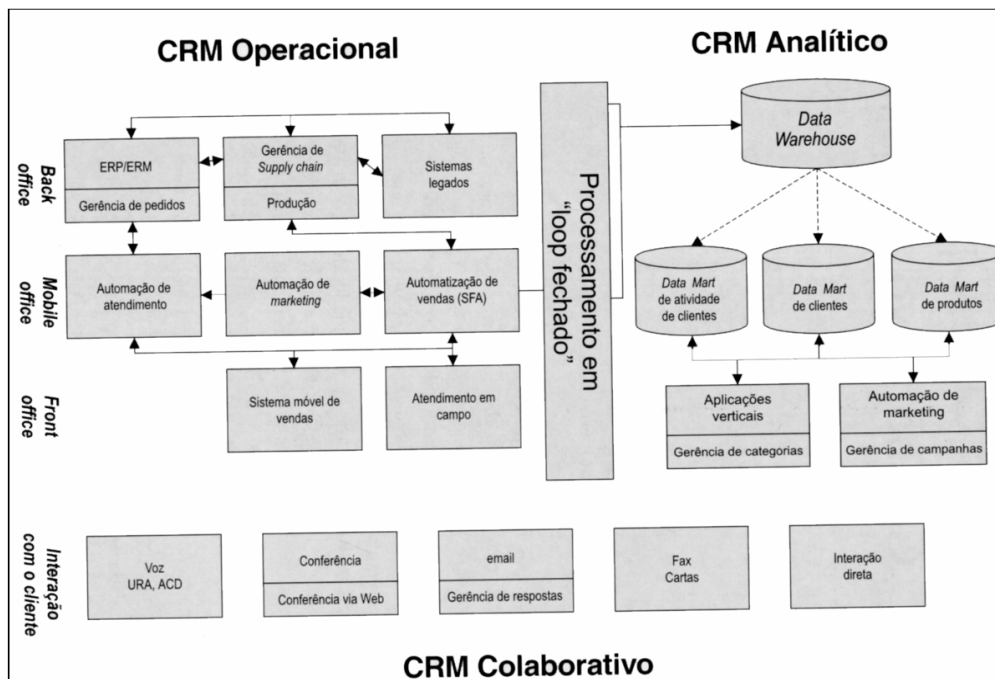 CRM Operacional
CRM Analítico
Back
office
ERP/ERM
Gerência de pedidos
Gerência de
Supply chain
Produção
Sistemas
legados
Mobile
office
Automação de
atendimento
Automação de
marketing
Automatização de
vendas (SFA)
Front
office
Sistema móvel de
vendas
Atendimento em
campo
Processamento em
“loop fechado”
Data
Warehouse
Data Mart
de atividade
de clientes
Data Mart
de clientes
Data Mart
de produtos
Aplicações
verticais
Gerência de categorias
Automação de
marketing
Gerência de campanhas
Interação
com o cliente
Voz
URA, ACD
Conferência
Conferência via Web
email
Gerência de respostas
Fax
Cartas
Interação
direta
CRM Colaborativo